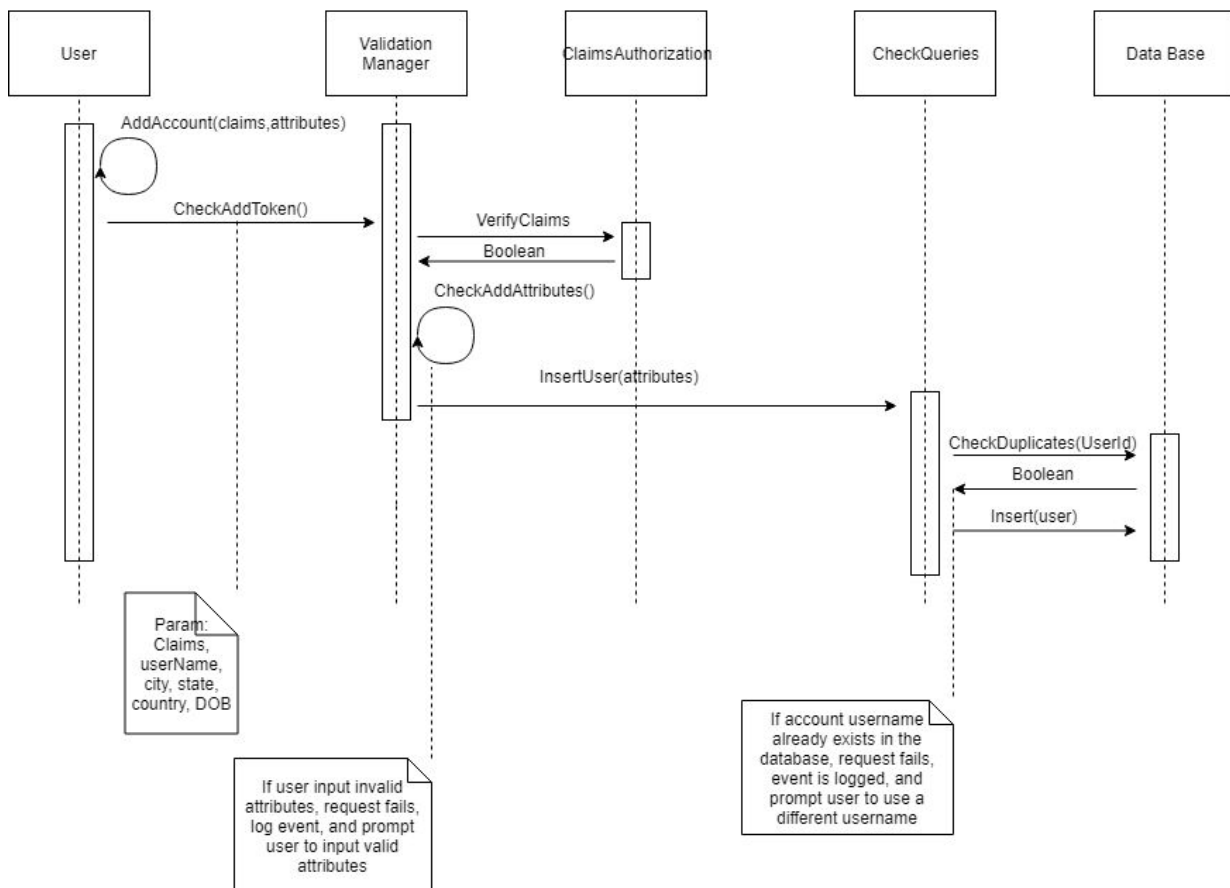 User
Validation
Manager
ClaimsAuthorization
CheckQueries
Data Base
AddAccount(claims,attributes)
CheckAddToken()
VerifyClaims
Boolean
CheckAddAttributes()
InsertUser(attributes)
CheckDuplicates(UserId)
Boolean
Insert(user)
Param:
Claims,
userName,
city, state,
country, DOB
If user input invalid
attributes, request fails,
log event, and prompt
user to input valid
attributes
If account username
already exists in the
database, request fails,
event is logged, and
prompt user to use a
different username